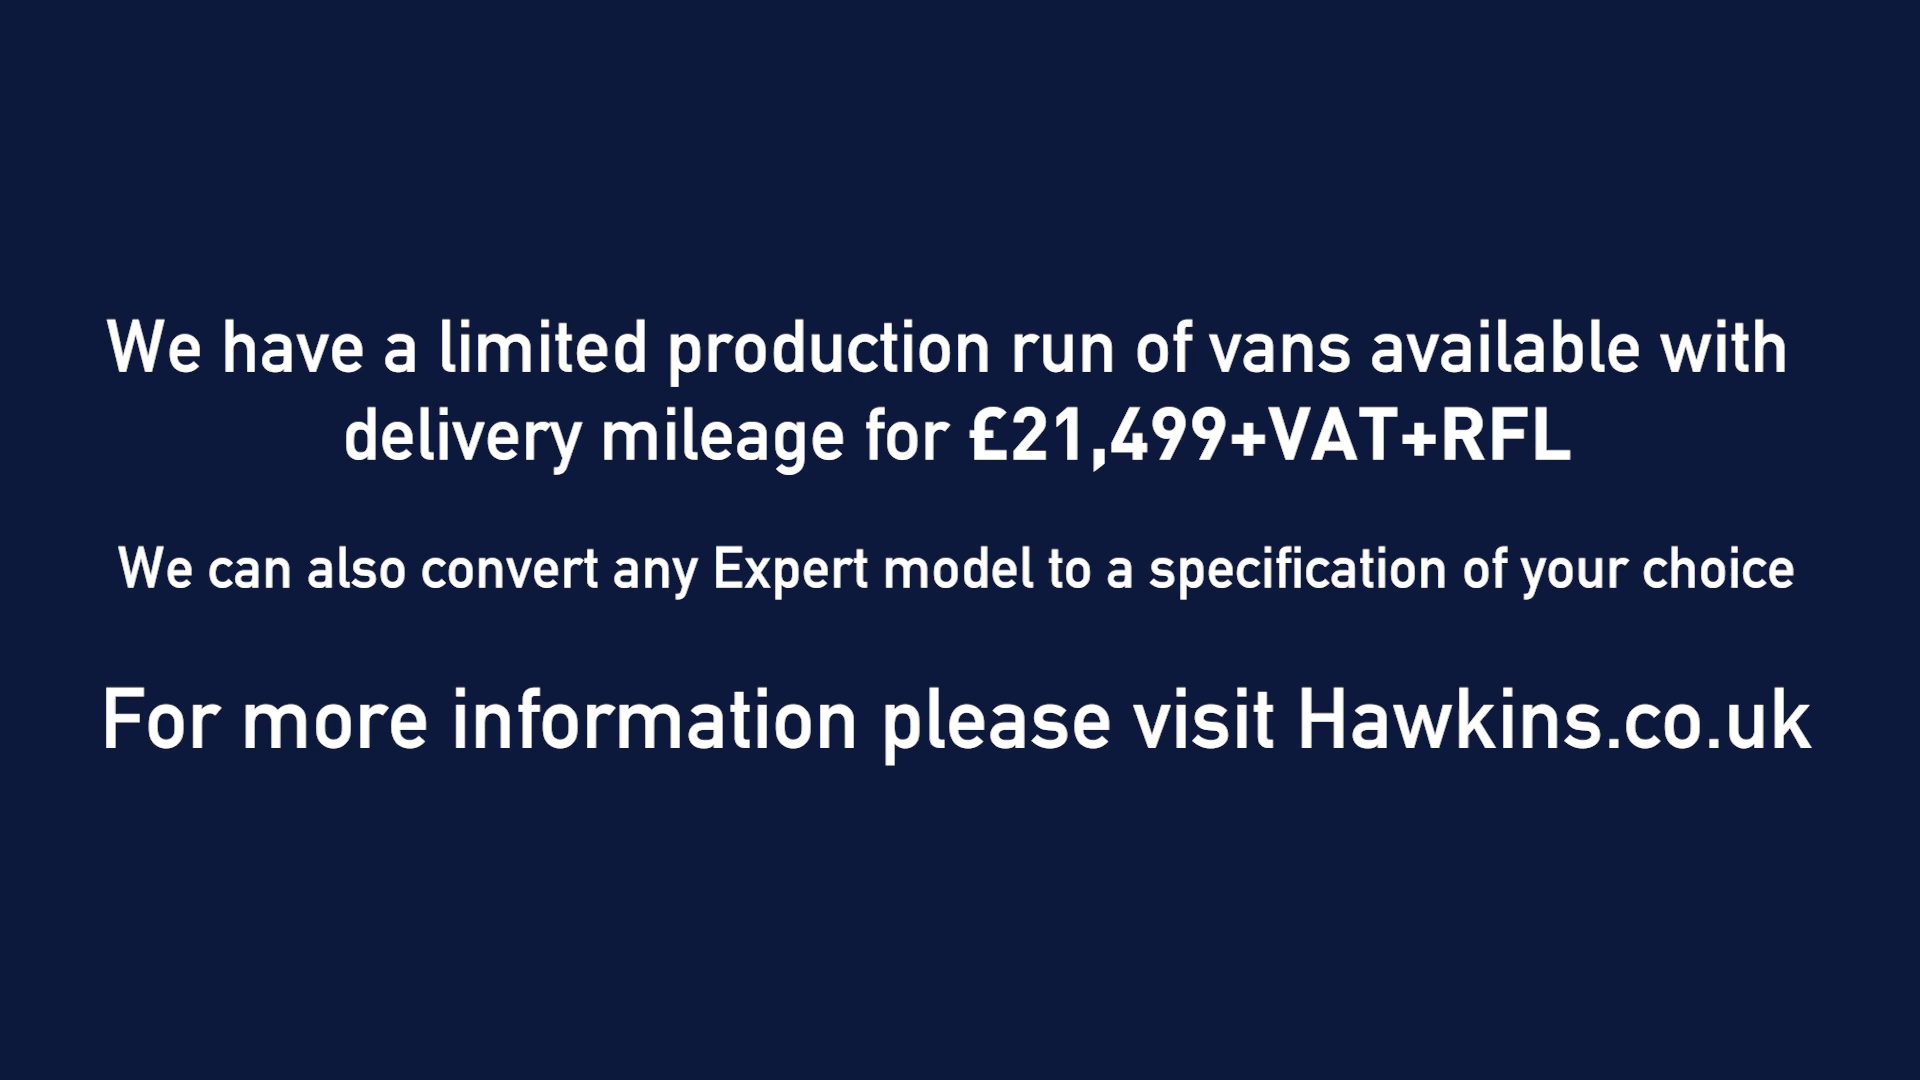 We have a limited production run of vans available with
delivery mileage for £21,499+VAT+RFL
We can also convert any Expert model to a specification of your choice
For more information please visit Hawkins.co.uk